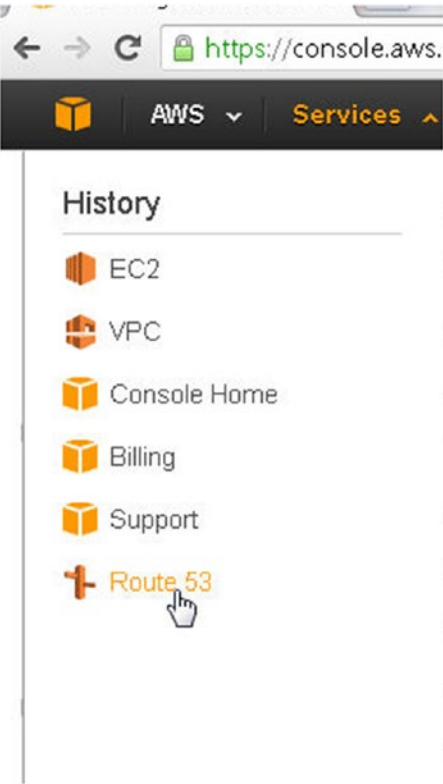 https://console.aws.
AWS Services
History
EC2
VPC
Console Home
Billing
Support
Route 53